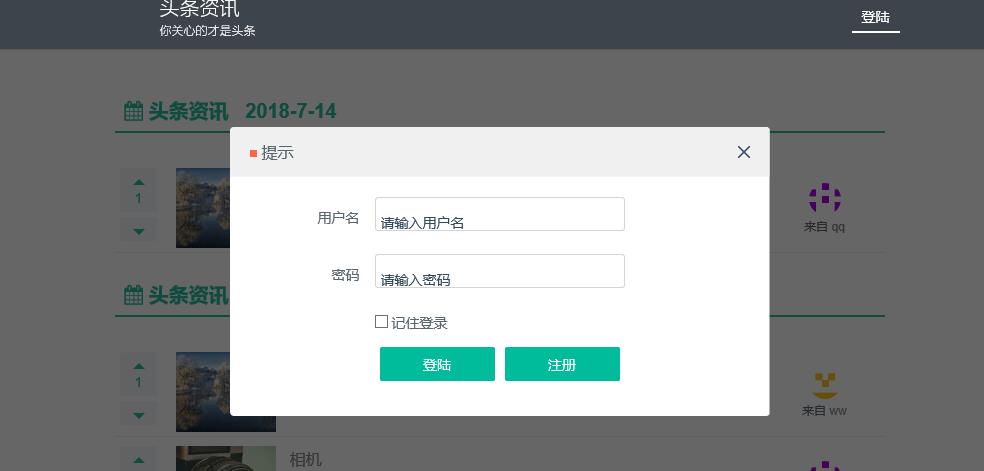 头条资讯
登陆
你关心的才是头条
头条资讯 2018-7-14
提示
1
用户名 请输入用户名
来自 qq
密码 请输入密码
头条资讯
记住登录
登陆 注册
1
来自 ww
相机